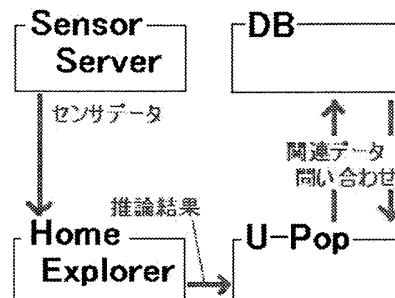 Sensor
Server
DB
センサデータ
関連データ
問い合わせ
推論結果
Home
Explorer
U-Pop